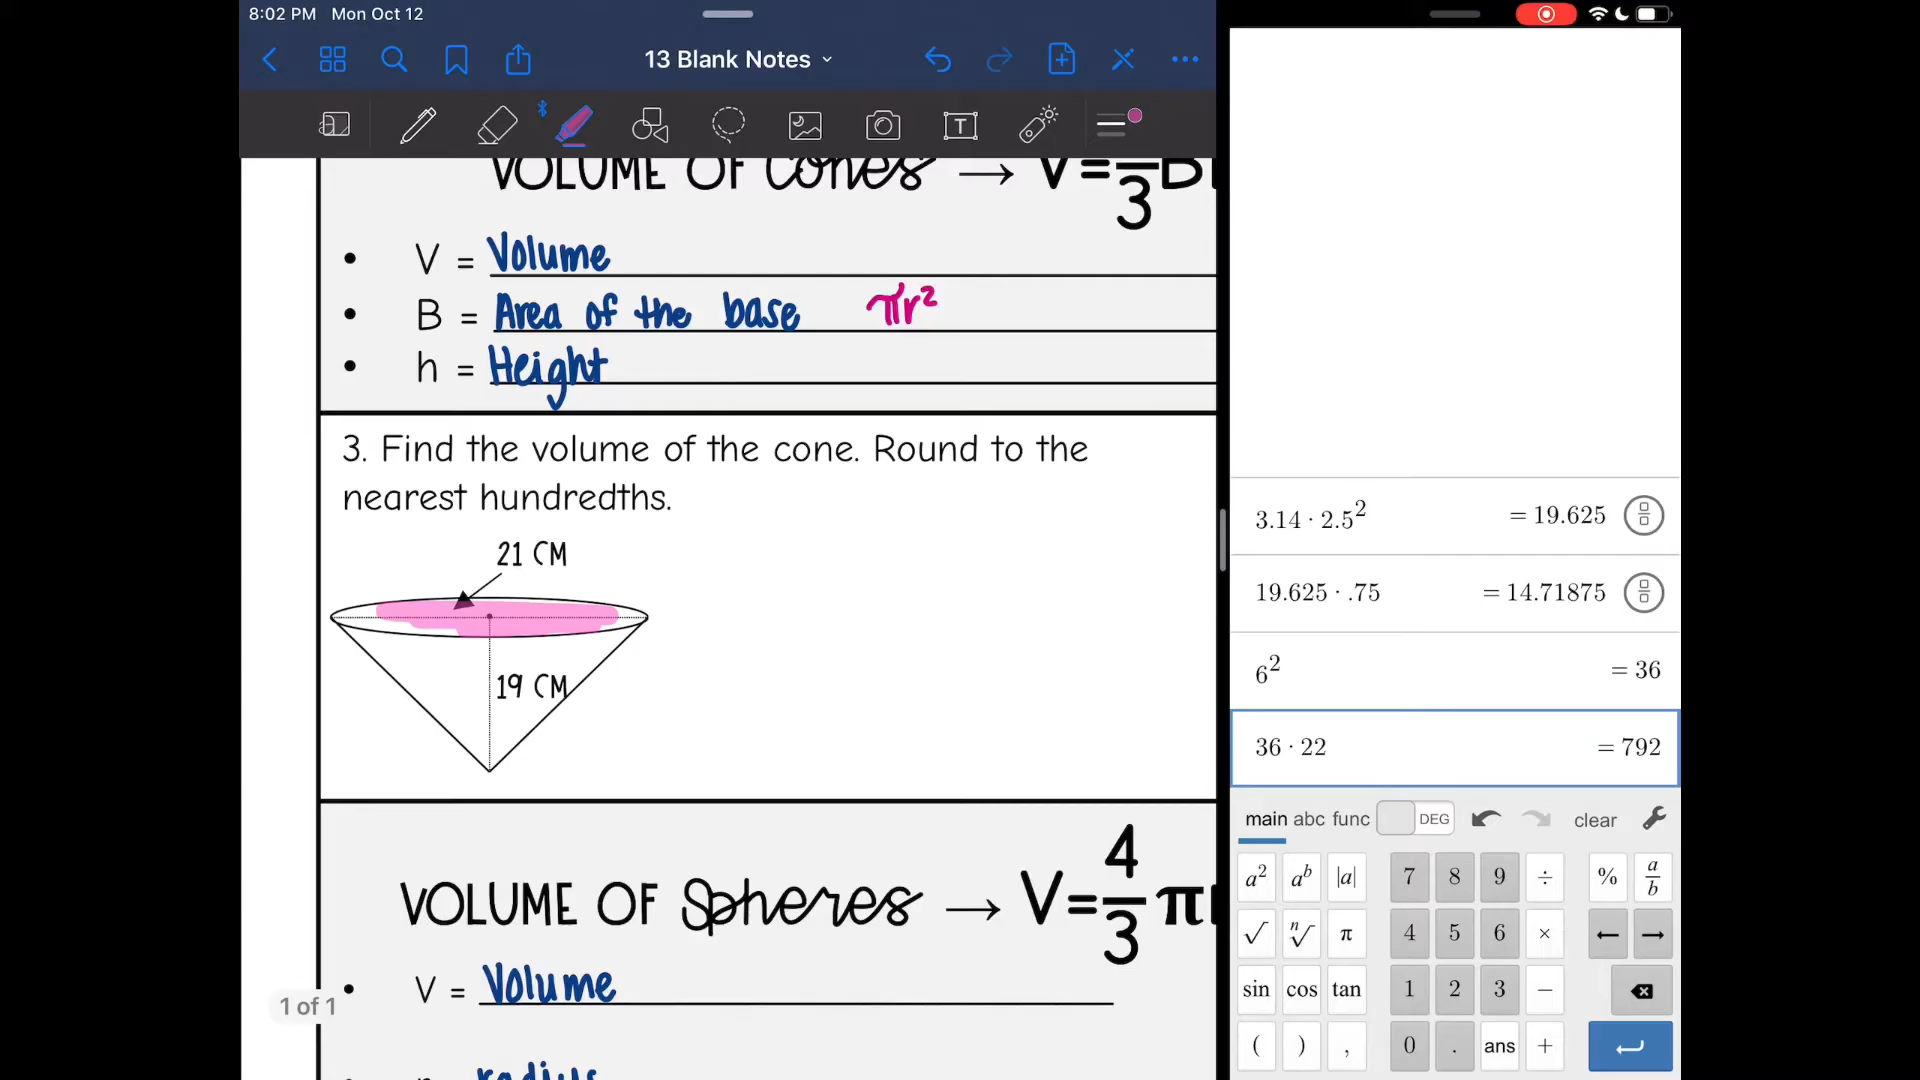 8:02 PM Mon Oct 12
13 Blank Notes
VOLUME OF Cones → V=
3
V = Volume
B = Area of the base πr²
h = Height
3. Find the volume of the cone. Round to the
nearest hundredths.
21 CM
19 CM
VOLUME OF Spheres → V=4/3 π
V = Volume
radius
1 of 1
3.14 · 2.5² = 19.625
19.625 · .75 = 14.71875
6² = 36
36 · 22 = 792
main abc func DEG clear
a² aᵇ |a| 7 8 9 ÷ % a/b
√ ⁿ√ π 4 5 6 × ← →
sin cos tan 1 2 3 −
( ) , 0 . ans +